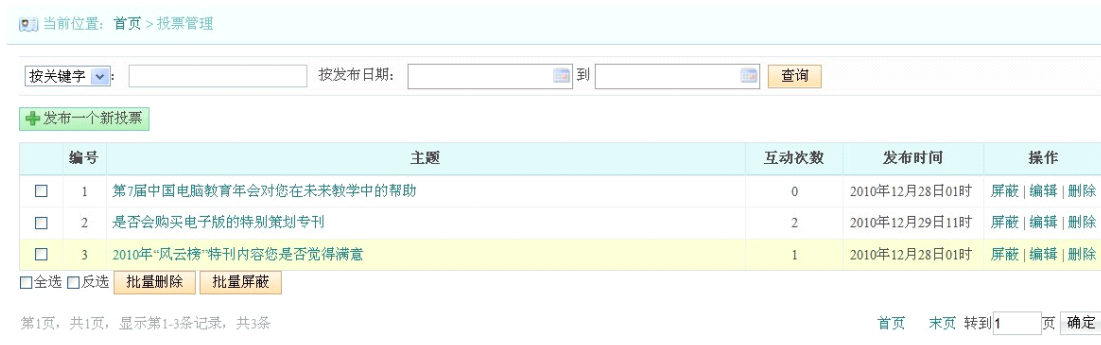 当前位置：首页 > 投票管理
按关键字 ： 按发布日期： 到 查询
发布一个新投票
编号 主题 互动次数 发布时间 操作
1 第7届中国电脑教育年会对您在未来教学中的帮助 0 2010年12月28日01时 屏蔽 | 编辑 | 删除
2 是否会购买电子版的特别策划专刊 2 2010年12月29日11时 屏蔽 | 编辑 | 删除
3 2010年“风云榜”特刊内容您是否觉得满意 1 2010年12月28日01时 屏蔽 | 编辑 | 删除
全选 反选 批量删除 批量屏蔽
第1页，共1页，显示第1-3条记录，共3条 首页 末页 转到1 页 确定